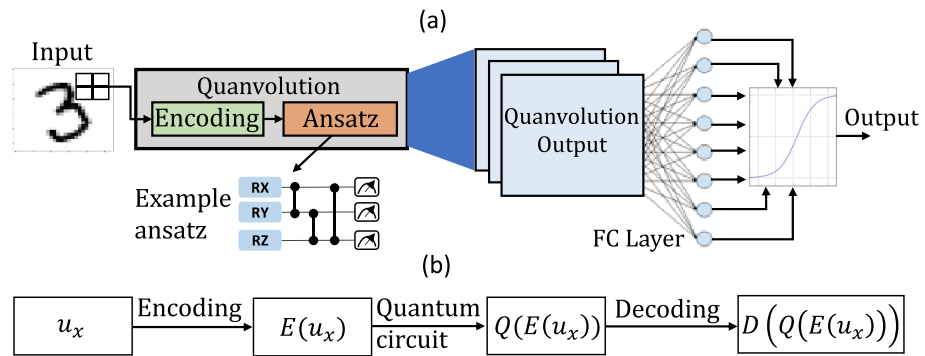 (a)
Input
Quanvolution
Encoding
Ansatz
Quanvolution
Output
Output
Example
ansatz
RX
RY
RZ
FC Layer
(b)
u_x
Encoding
E(u_x)
Quantum
circuit
Q(E(u_x))
Decoding
D(Q(E(u_x)))
3